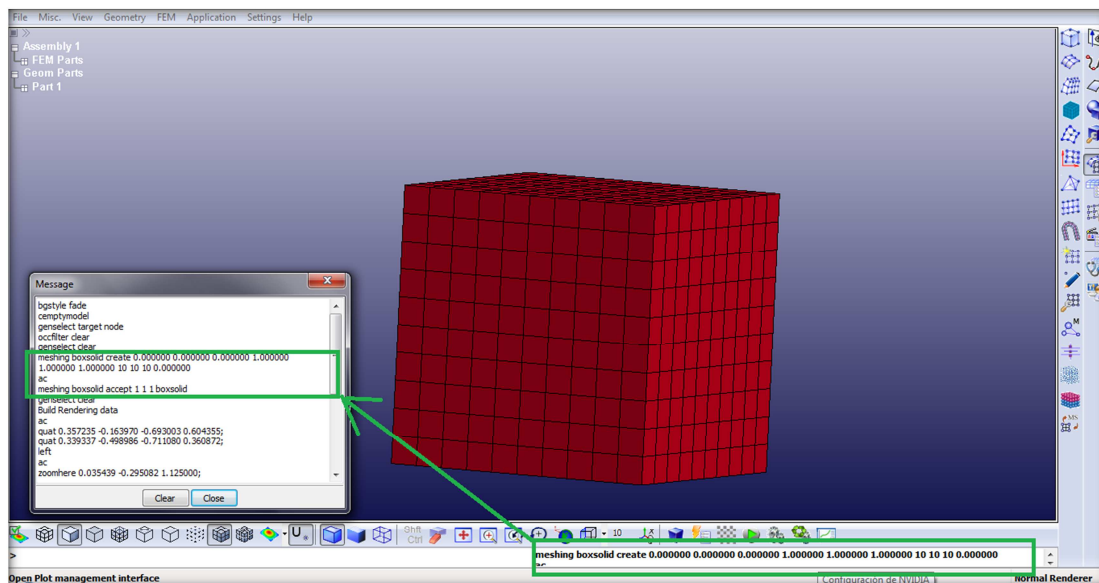 File Misc. View Geometry FEM Application Settings Help
Assembly 1
FEM Parts
Geom Parts
Part 1
Message
bgstyle fade
cemptymodel
genselect target node
occfilter clear
genselect clear
meshing boxsolid create 0.000000 0.000000 0.000000 1.000000
1.000000 1.000000 10 10 10 0.000000
ac
meshing boxsolid accept 1 1 1 boxsolid
genselect clear
Build Rendering data
ac
quat 0.357235 -0.163970 -0.693003 0.604355;
quat 0.339337 -0.498986 -0.711080 0.360872;
left
ac
zoomhere 0.035439 -0.295082 1.125000;
Clear Close
Shft
Ctrl
10
M
MS
>
meshing boxsolid create 0.000000 0.000000 0.000000 1.000000 1.000000 1.000000 10 10 10 0.000000
ac
Open Plot management interface
Configuración de NVIDIA
Normal Renderer